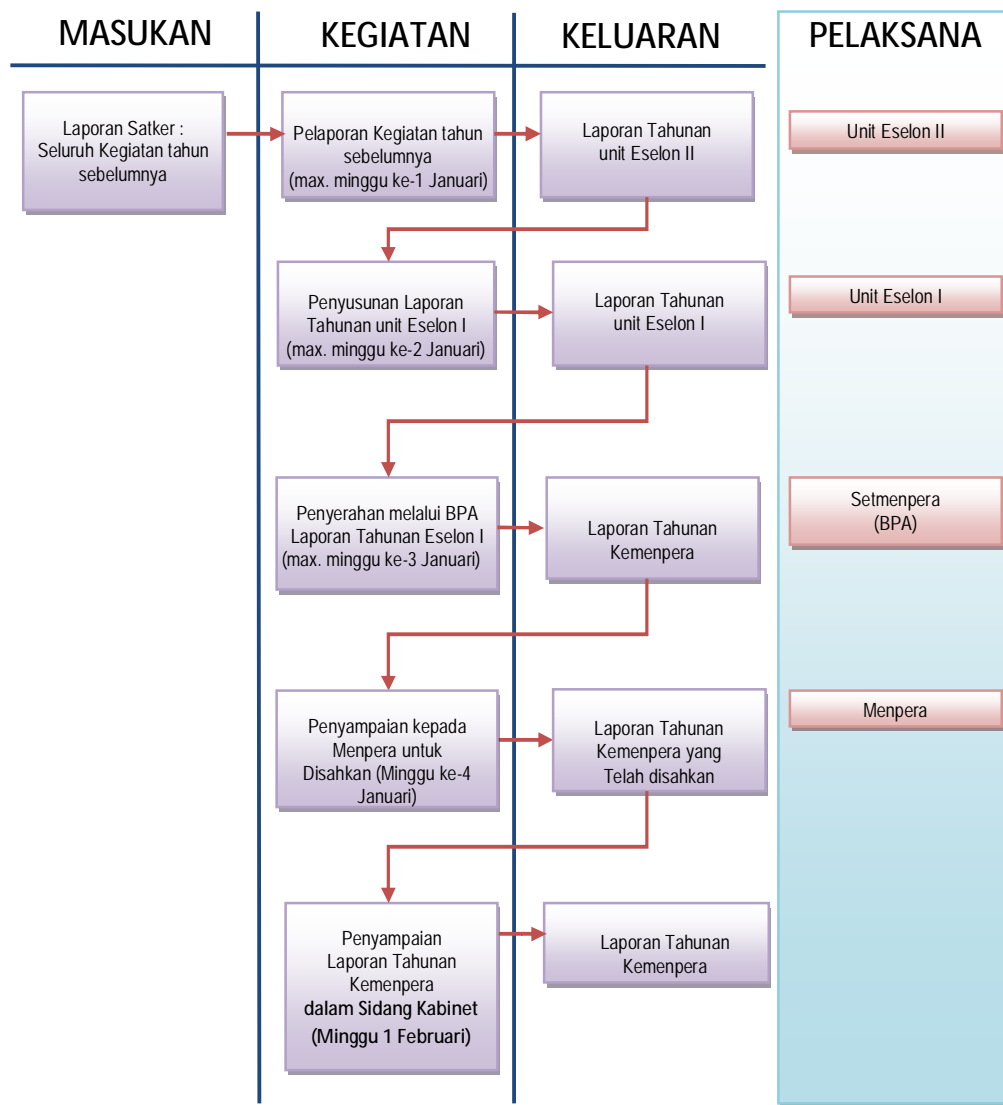 MASUKAN
KEGIATAN
KELUARAN
PELAKSANA
Laporan Satker :
Seluruh Kegiatan tahun
sebelumnya
Pelaporan Kegiatan tahun
sebelumnya
(max. minggu ke-1 Januari)
Laporan Tahunan
unit Eselon II
Unit Eselon II
Penyusunan Laporan
Tahunan unit Eselon I
(max. minggu ke-2 Januari)
Laporan Tahunan
unit Eselon I
Unit Eselon I
Penyerahan melalui BPA
Laporan Tahunan Eselon I
(max. minggu ke-3 Januari)
Laporan Tahunan
Kemenpera
Setmenpera
(BPA)
Penyampaian kepada
Menpera untuk
Disahkan (Minggu ke-4
Januari)
Laporan Tahunan
Kemenpera yang
Telah disahkan
Menpera
Penyampaian
Laporan Tahunan
Kemenpera
dalam Sidang Kabinet
(Minggu 1 Februari)
Laporan Tahunan
Kemenpera